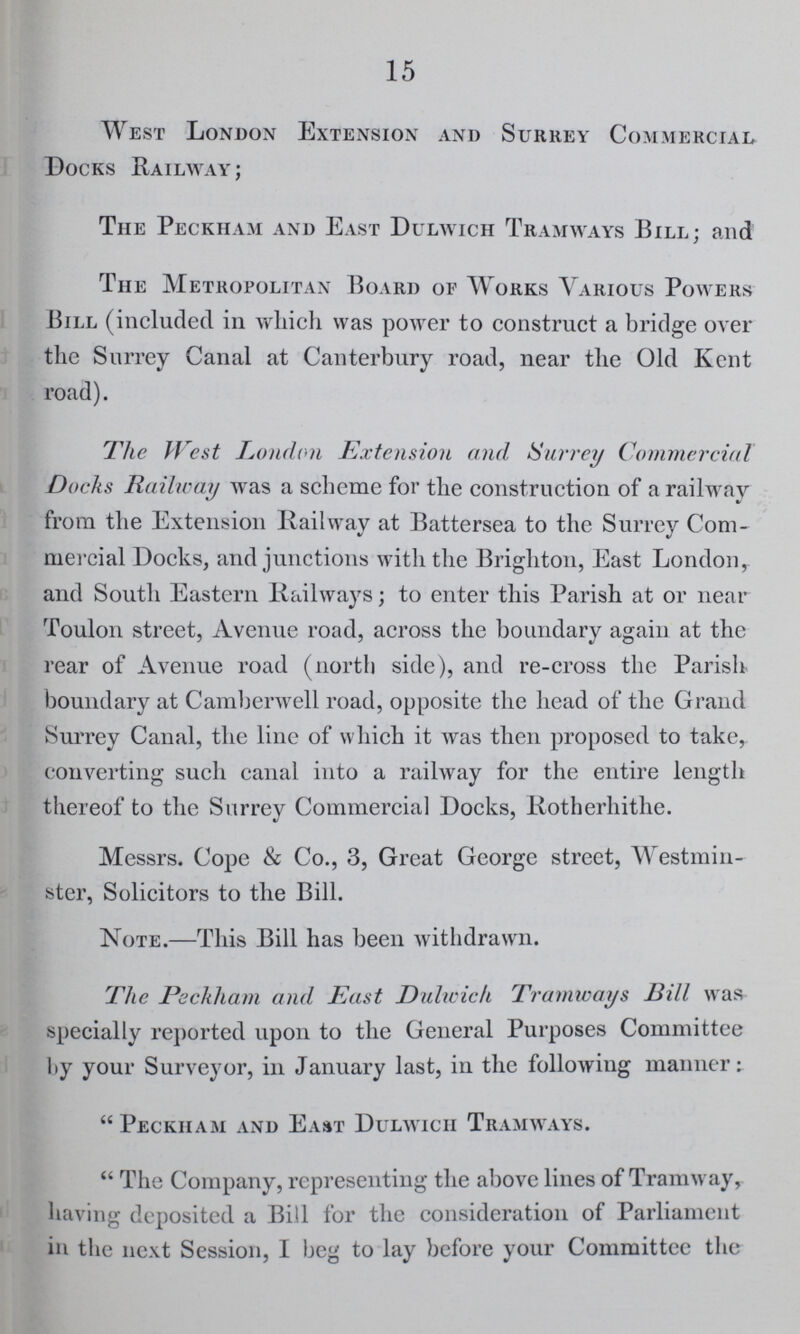 15
West London Extension and Surrey Commercial
Docks Railway;
The Peckham and East Dulwich Tramways Bill; and
The Metropolitan Board of Works Various Powers
Bill (included in which was power to construct a bridge over
the Surrey Canal at Canterbury road, near the Old Kent
road).
The West London Extension and Surrey Commercial
Docks Railway was a scheme for the construction of a railway
from the Extension Railway at Battersea to the Surrey Com-
mercial Docks, and junctions with the Brighton, East London,
and South Eastern Railways; to enter this Parish at or near
Toulon street, Avenue road, across the boundary again at the
rear of Avenue road (north side), and re-cross the Parish
boundary at Camberwell road, opposite the head of the Grand
Surrey Canal, the line of which it was then proposed to take,
converting such canal into a railway for the entire length
thereof to the Surrey Commercial Docks, Rotherhithe.
Messrs. Cope & Co., 3, Great George street, Westmin-
ster, Solicitors to the Bill.
Note.—This Bill has been withdrawn.
The Peckham and East Dulwich Tramways Bill was
specially reported upon to the General Purposes Committee
by your Surveyor, in January last, in the following manner:
“Peckham and East Dulwich Tramways.
“The Company, representing the above lines of Tramway,
having deposited a Bill for the consideration of Parliament
in the next Session, I beg to lay before your Committee the